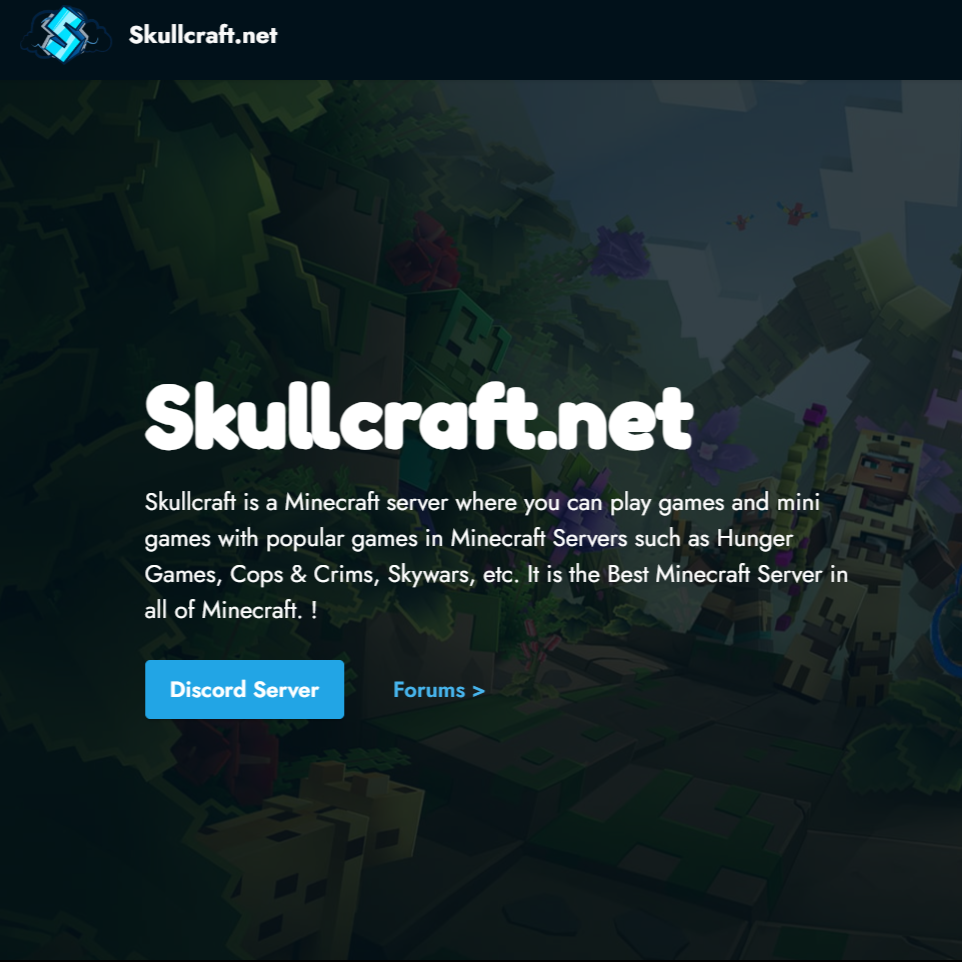 Skullcraft.net
Skullcraft.net
Skullcraft is a Minecraft server where you can play games and mini
games with popular games in Minecraft Servers such as Hunger
Games, Cops & Crims, Skywars, etc. It is the Best Minecraft Server in
all of Minecraft. !
Discord Server
Forums >